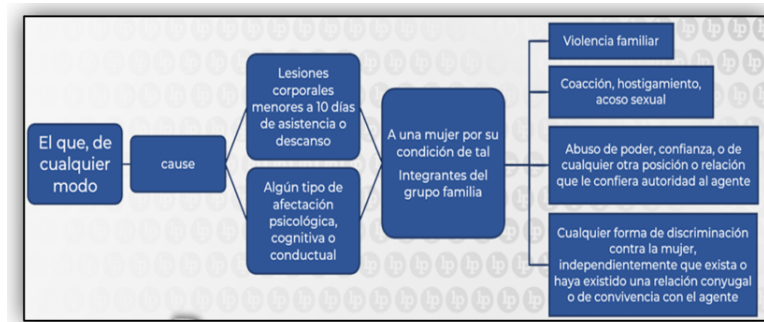 El que, de
cualquier
modo
cause
Lesiones
corporales
menores a 10 días
de asistencia o
descanso
Algún tipo de
afectación
psicológica,
cognitiva o
conductual
A una mujer por su
condición de tal
Integrantes del
grupo familia
Violencia familiar
Coacción, hostigamiento,
acoso sexual
Abuso de poder, confianza, o de
cualquier otra posición o relación
que le confiera autoridad al agente
Cualquier forma de discriminación
contra la mujer,
independientemente que exista o
haya existido una relación conyugal
o de convivencia con el agente